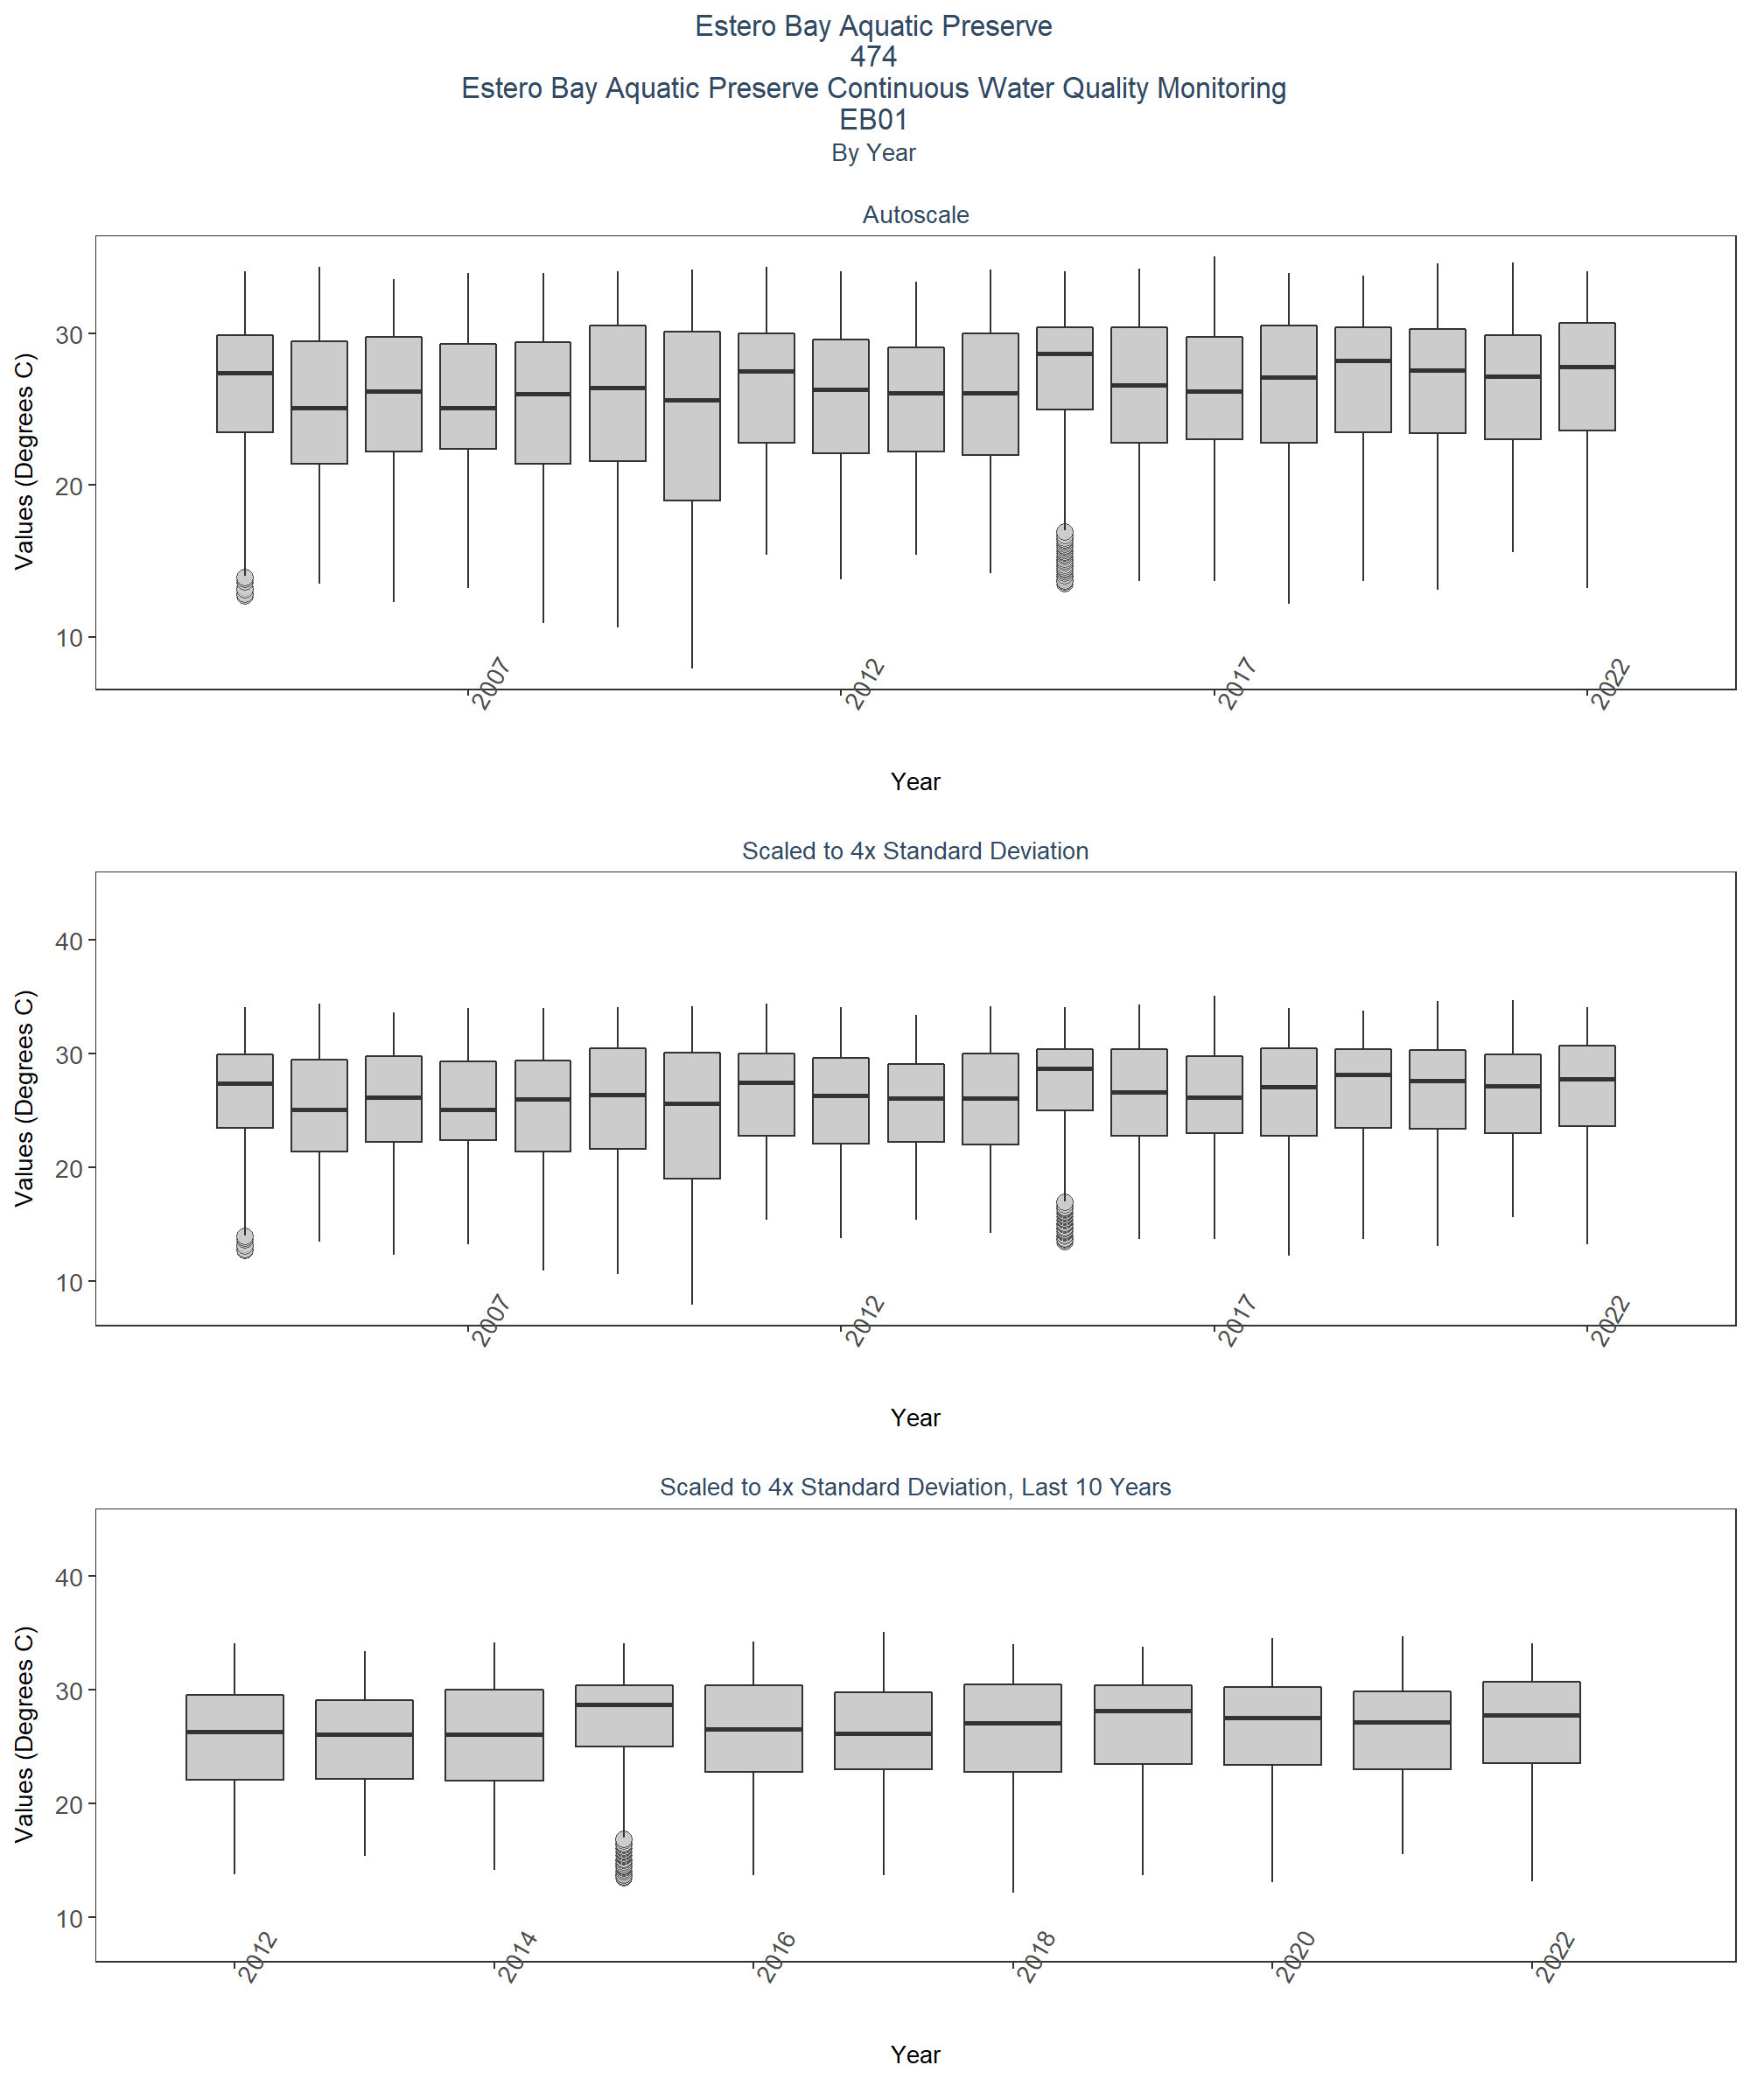 Estero Bay Aquatic Preserve
474
Estero Bay Aquatic Preserve Continuous Water Quality Monitoring
EB01
By Year
Autoscale
Values (Degrees C)
30
20
10
2007
2012
2017
2022
Year
Scaled to 4x Standard Deviation
Values (Degrees C)
40
30
20
10
2007
2012
2017
2022
Year
Scaled to 4x Standard Deviation, Last 10 Years
Values (Degrees C)
40
30
20
10
2012
2014
2016
2018
2020
2022
Year